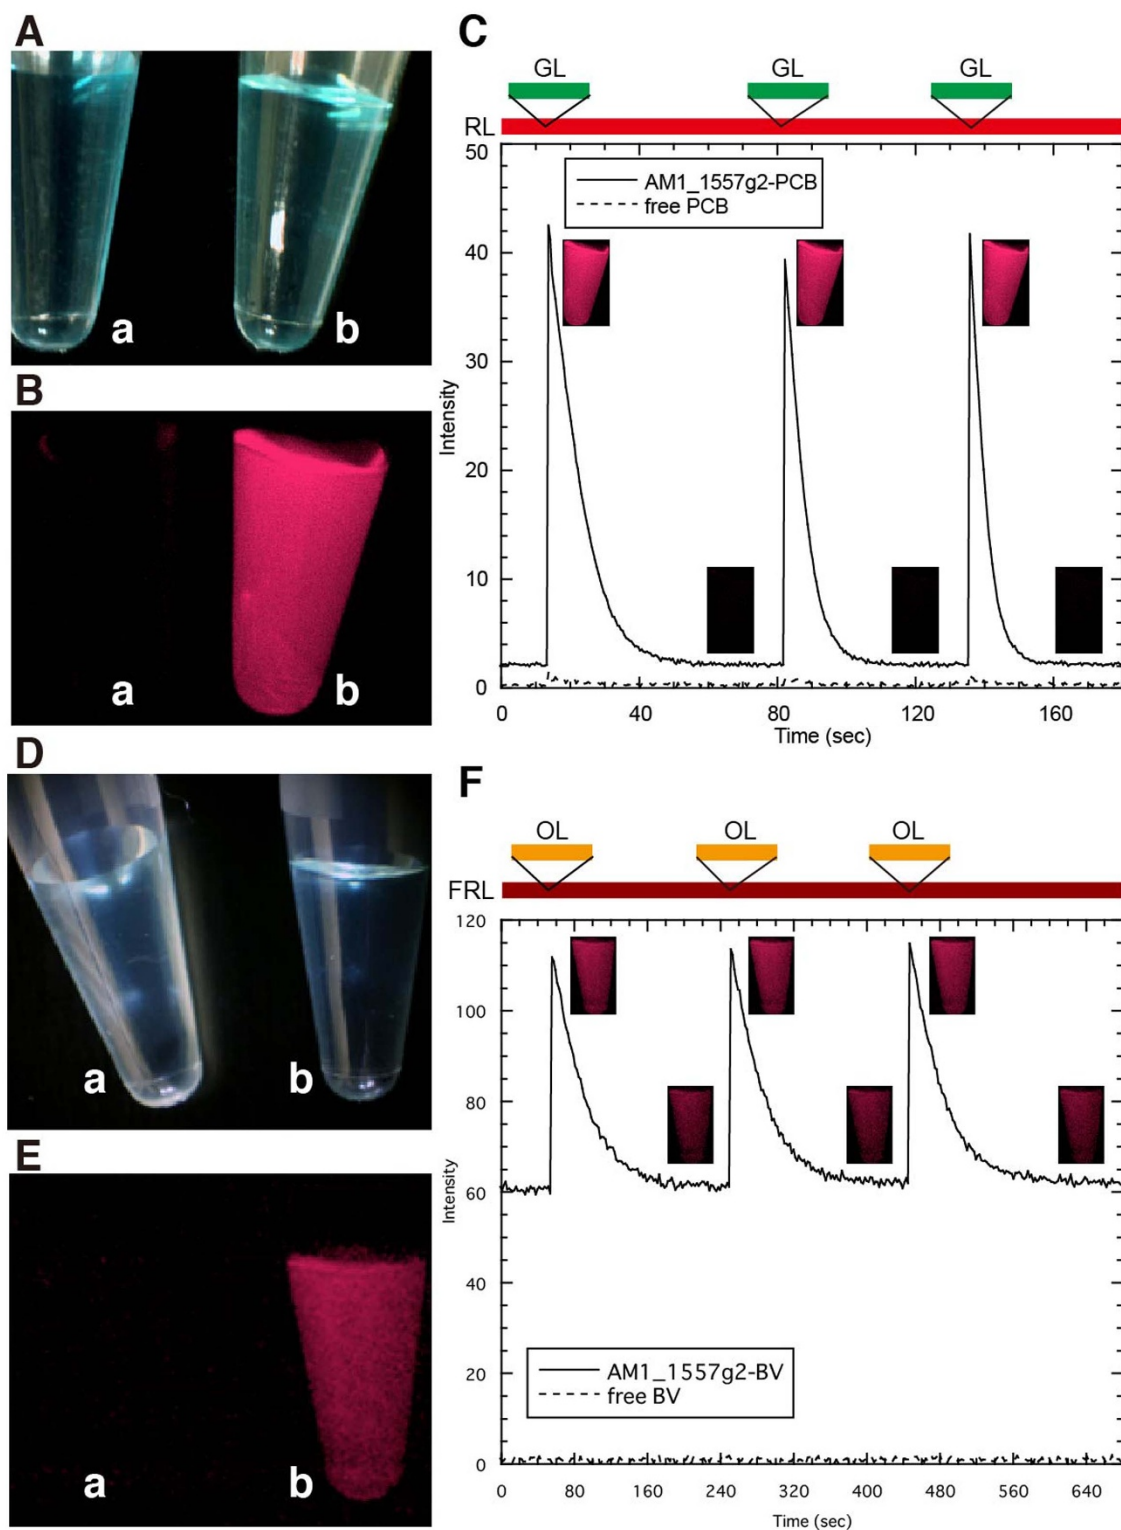 A
a b
B
a b
C
GL GL GL
RL
50
40
30
20
10
0
Intensity
AM1_1557g2-PCB
free PCB
0 40 80 120 160
Time (sec)
D
a b
E
a b
F
OL OL OL
FRL
120
100
80
60
40
20
0
Intensity
AM1_1557g2-BV
free BV
0 80 160 240 320 400 480 560 640
Time (sec)